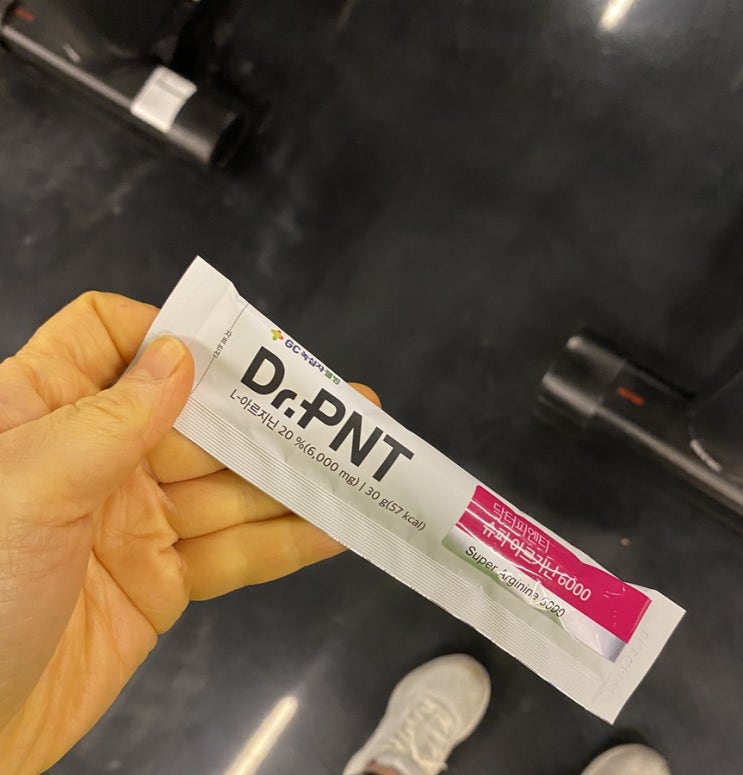 GC녹십자웰빙
Dr.PNT
L-아르지닌 20 %(6,000 mg) | 30 g(57 kcal)
닥터피엔티
슈퍼 아르기닌 6000
Super Arginine 6000